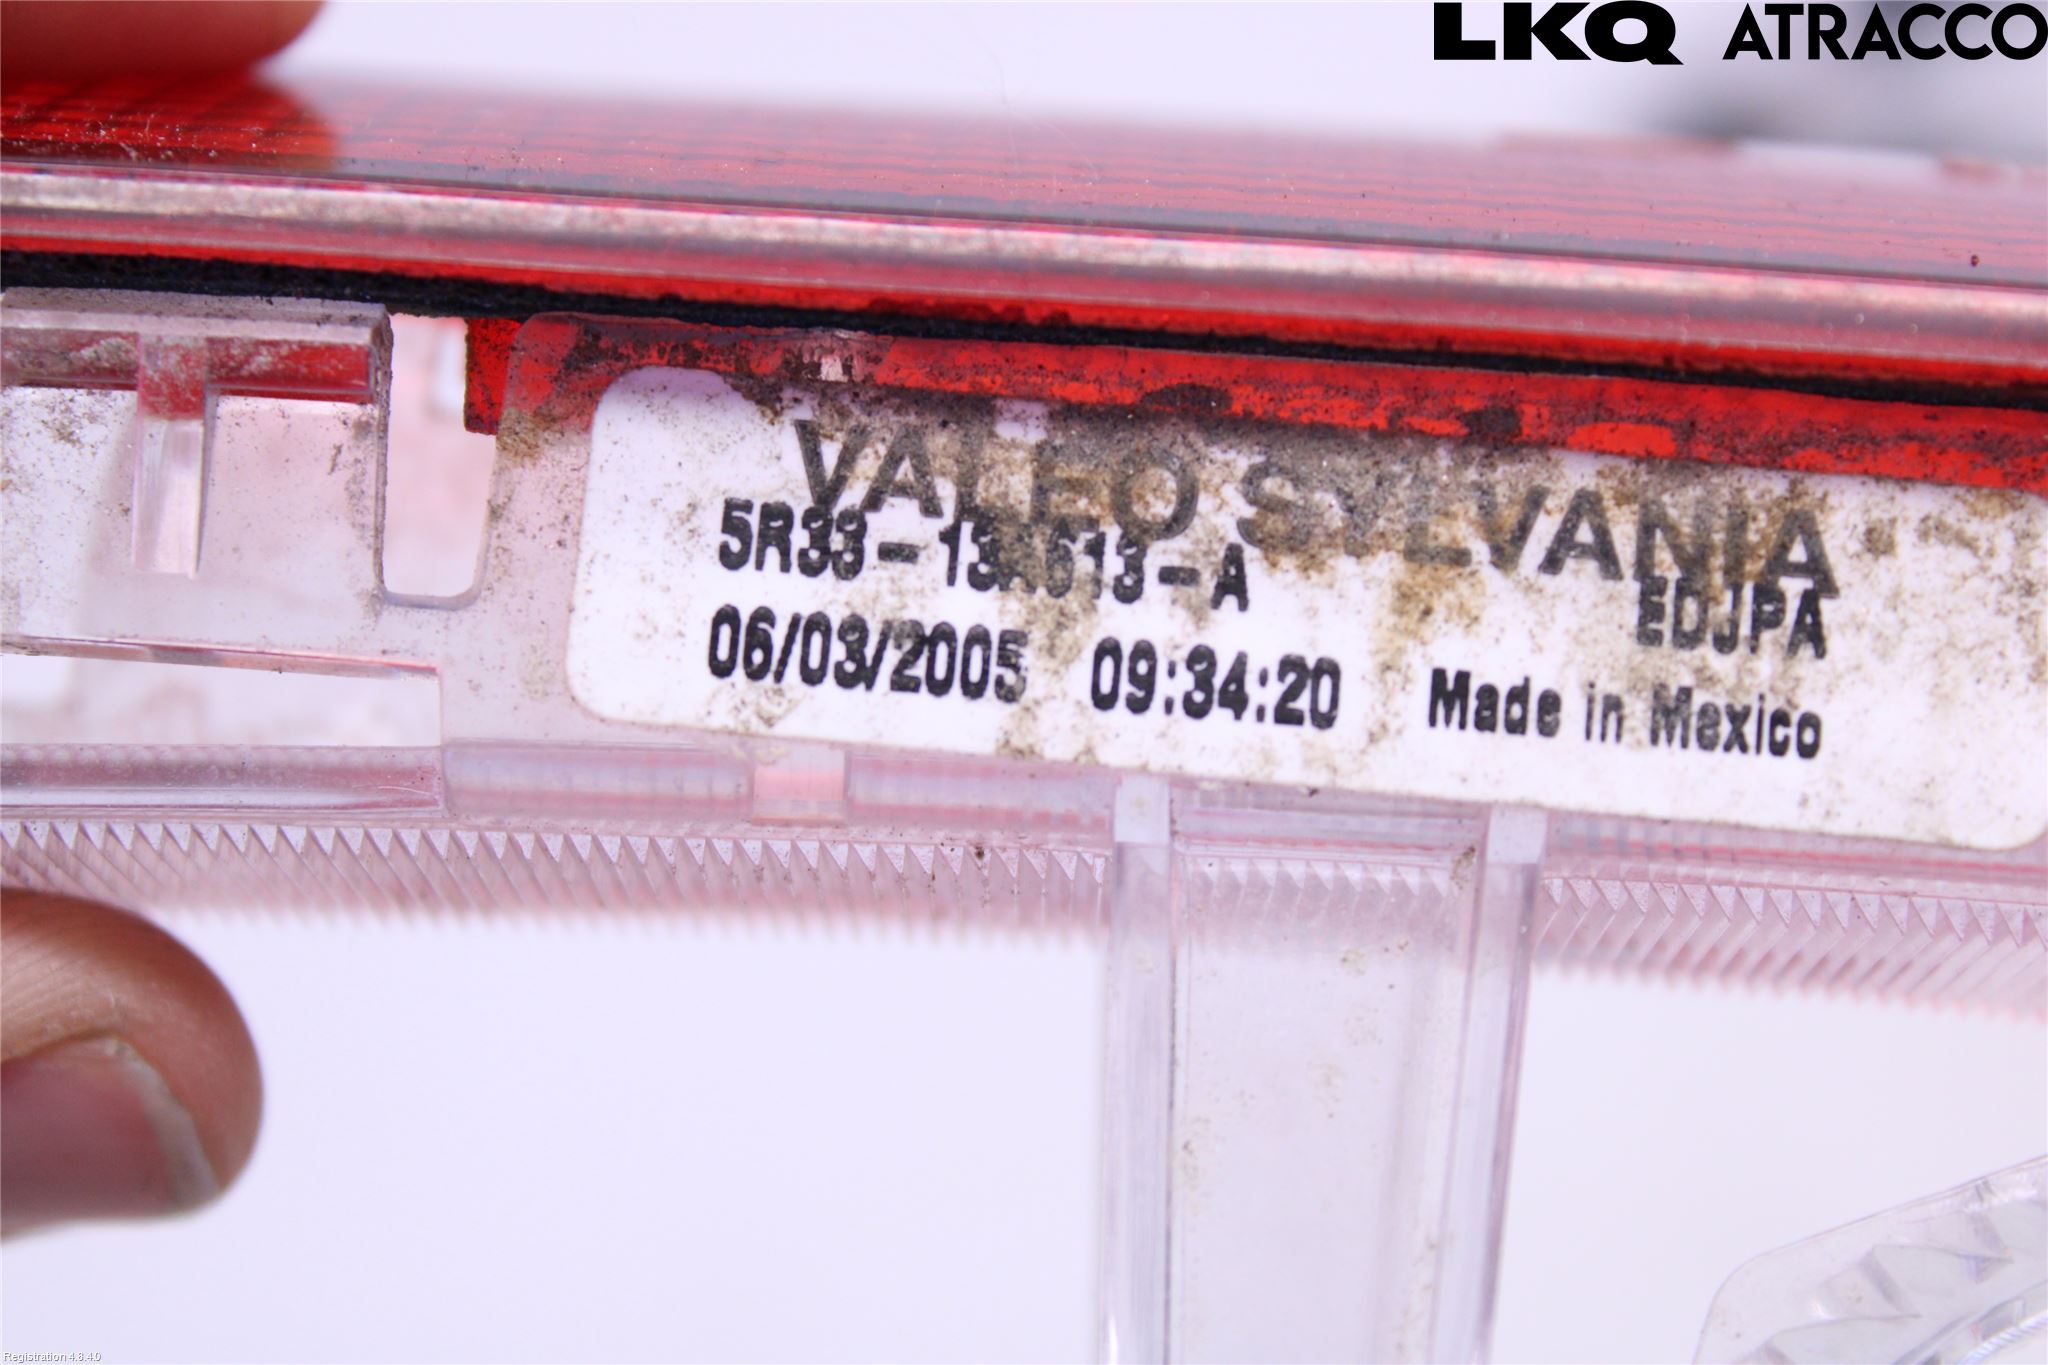 LKQ ATRACCO
VALEO SYLVANIA
5R33-13A613-A
EDJPA
06/03/2005 09:34:20 Made in Mexico
Registration 4.8.4.0